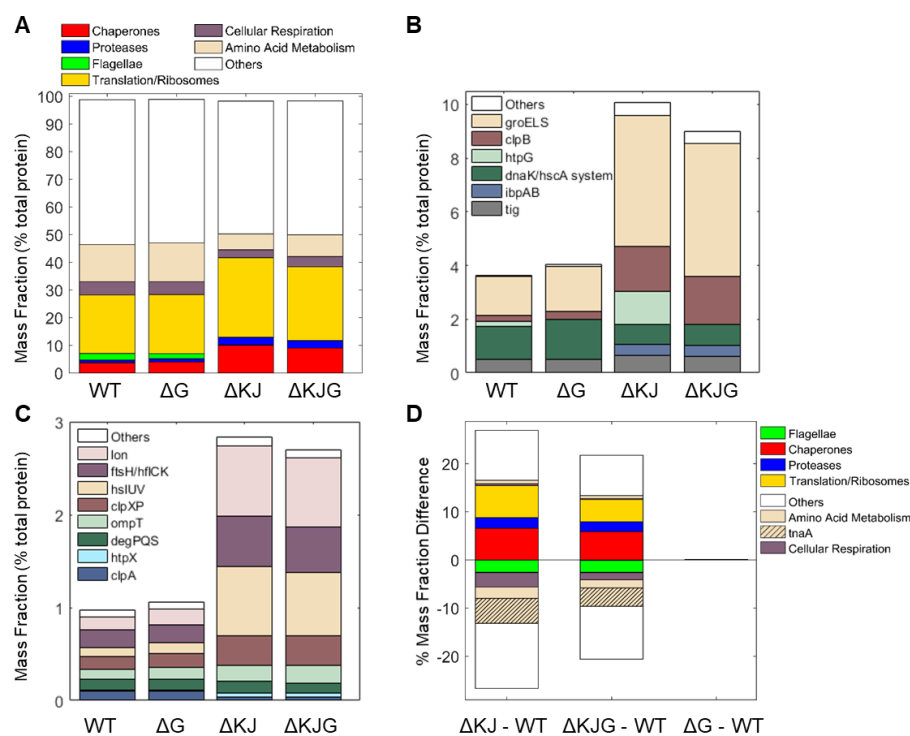 A
Chaperones
Proteases
Flagellae
Translation/Ribosomes
Cellular Respiration
Amino Acid Metabolism
Others
Mass Fraction (% total protein)
100
90
80
70
60
50
40
30
20
10
0
WT
ΔG
ΔKJ
ΔKJG
B
Others
groELS
clpB
htpG
dnaK/hscA system
ibpAB
tig
Mass Fraction (% total protein)
10
8
6
4
2
0
WT
ΔG
ΔKJ
ΔKJG
C
Others
lon
ftsH/hflCK
hslUV
clpXP
ompT
degPQS
htpX
clpA
Mass Fraction (% total protein)
3
2
1
0
WT
ΔG
ΔKJ
ΔKJG
D
Flagellae
Chaperones
Proteases
Translation/Ribosomes
Others
Amino Acid Metabolism
tnaA
Cellular Respiration
% Mass Fraction Difference
20
10
0
-10
-20
ΔKJ - WT
ΔKJG - WT
ΔG - WT